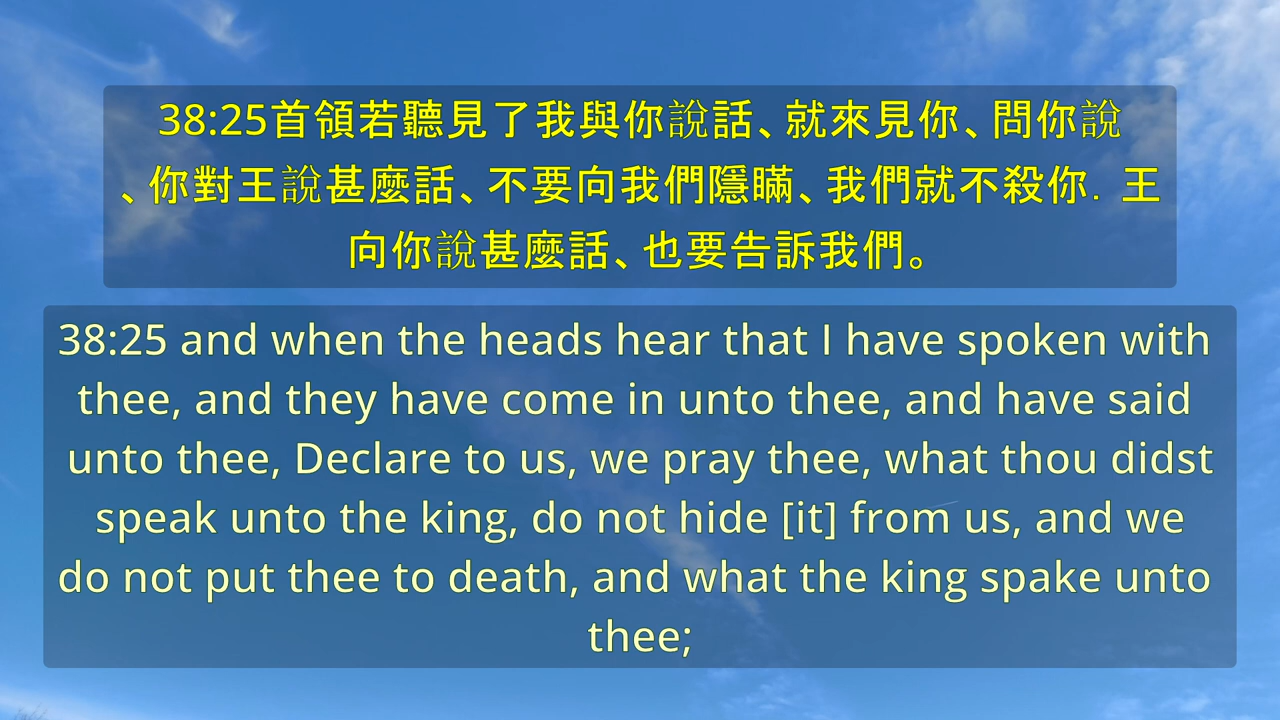 38:25首領若聽見了我與你說話、就來見你、問你說
、你對王說甚麼話、不要向我們隱瞞、我們就不殺你. 王
向你說甚麼話、也要告訴我們。
38:25 and when the heads hear that I have spoken with
thee, and they have come in unto thee, and have said
unto thee, Declare to us, we pray thee, what thou didst
speak unto the king, do not hide [it] from us, and we
do not put thee to death, and what the king spake unto
thee;